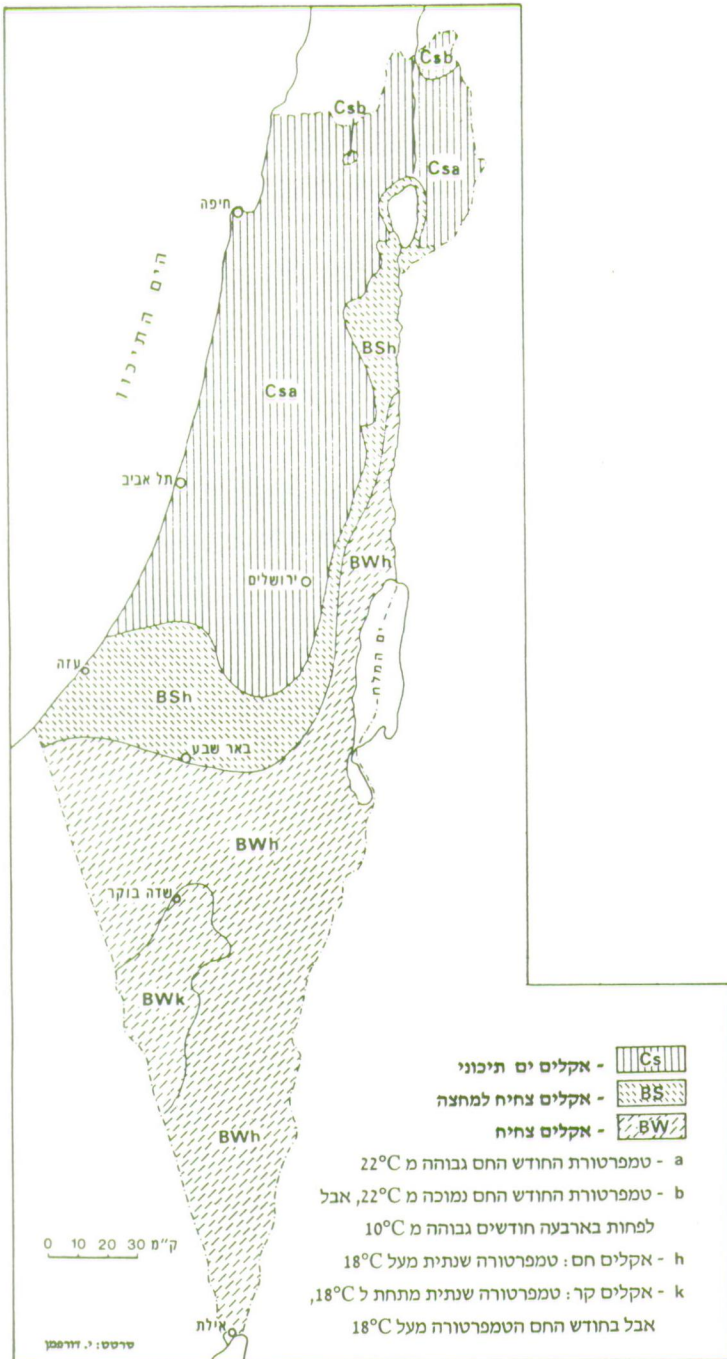 Csb
Csb
Csa
חיפה
הים התיכון
BSh
Csa
תל אביב
BWh
ירושלים
ים המלח
עזה
BSh
באר שבע
BWh
שדה בוקר
BWk
BWh
Cs - אקלים ים תיכוני
BS - אקלים צחיח למחצה
BW - אקלים צחיח
a - טמפרטורת החודש החם גבוהה מ 22°C
b - טמפרטורת החודש החם נמוכה מ 22°C, אבל
לפחות בארבעה חודשים גבוהה מ 10°C
h - אקלים חם: טמפרטורה שנתית מעל 18°C
k - אקלים קר: טמפרטורה שנתית מתחת ל 18°C,
אבל בחודש החם הטמפרטורה מעל 18°C
0 10 20 30 ק"מ
אילת
סרטט: י. דורפמן